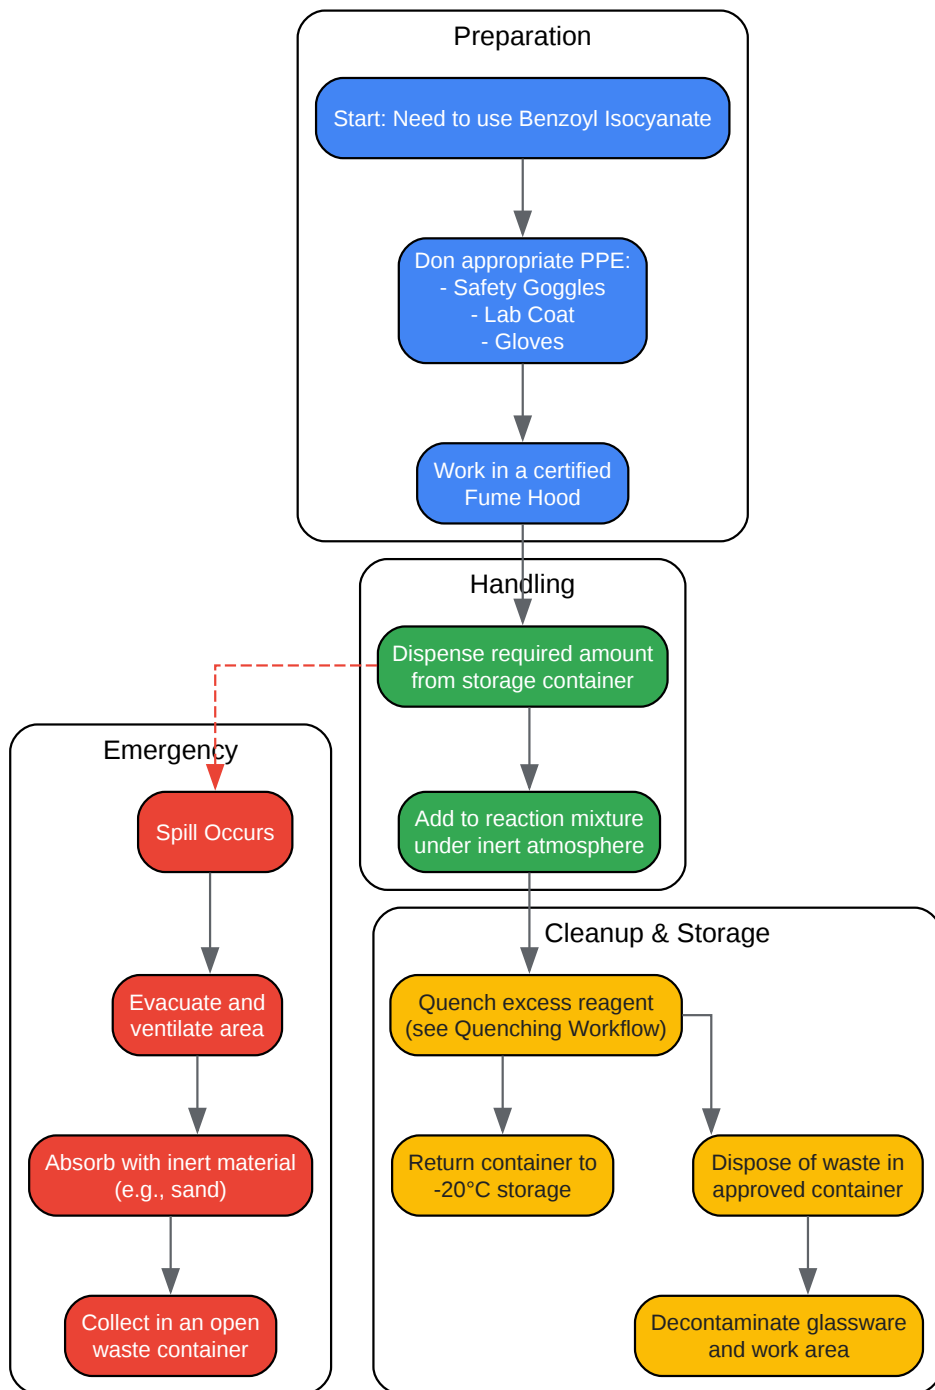 Preparation
Start: Need to use Benzoyl Isocyanate
Don appropriate PPE:
- Safety Goggles
- Lab Coat
- Gloves
Work in a certified
Fume Hood
Handling
Dispense required amount
from storage container
Add to reaction mixture
under inert atmosphere
Emergency
Spill Occurs
Evacuate and
ventilate area
Absorb with inert material
(e.g., sand)
Collect in an open
waste container
Cleanup & Storage
Quench excess reagent
(see Quenching Workflow)
Return container to
-20°C storage
Dispose of waste in
approved container
Decontaminate glassware
and work area